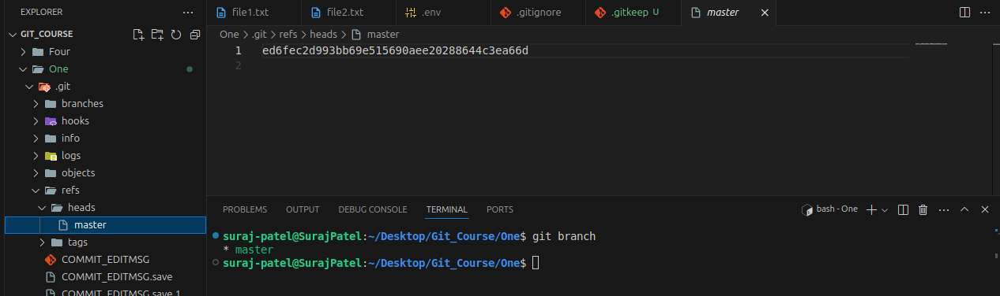 EXPLORER
GIT_COURSE
Four
One
.git
branches
hooks
info
logs
objects
refs
heads
master
tags
COMMIT_EDITMSG
COMMIT_EDITMSG.save
COMMIT_EDITMSG.save.1
file1.txt file2.txt .env .gitignore .gitkeep U master
One > .git > refs > heads > master
1 ed6fec2d993bb69e515690aee20288644c3ea66d
2
PROBLEMS OUTPUT DEBUG CONSOLE TERMINAL PORTS bash - One
suraj-patel@SurajPatel:~/Desktop/Git_Course/One$ git branch
* master
suraj-patel@SurajPatel:~/Desktop/Git_Course/One$